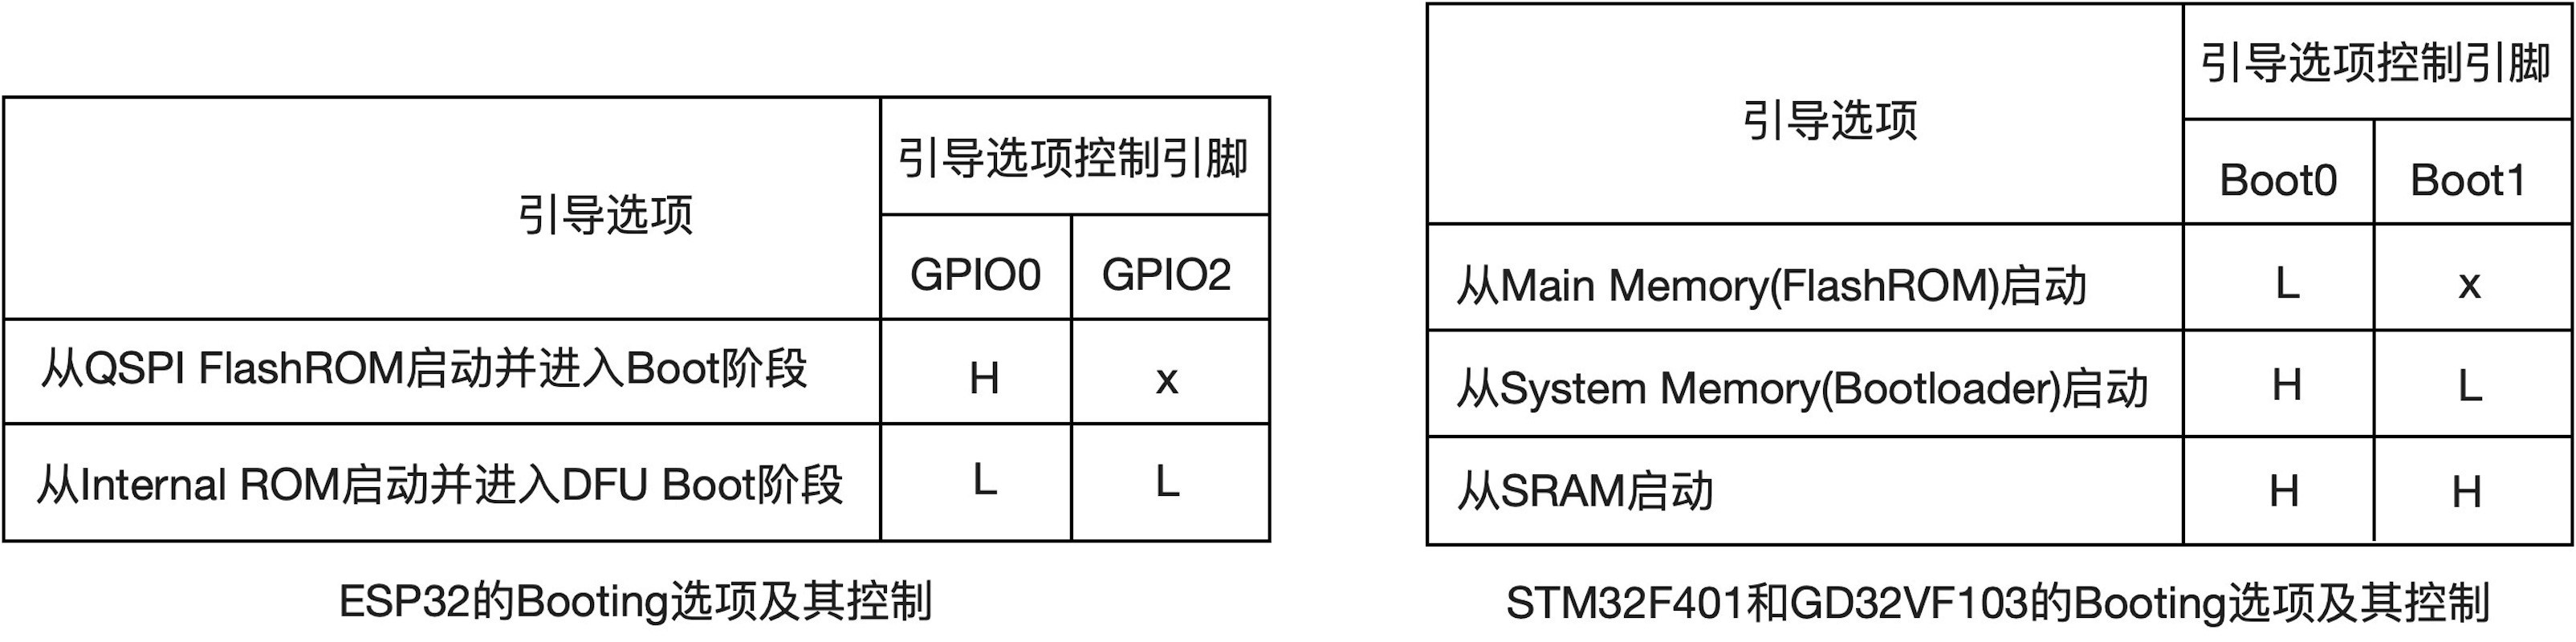 引导选项
引导选项控制引脚
GPIO0 GPIO2
从QSPI FlashROM启动并进入Boot阶段 H x
从Internal ROM启动并进入DFU Boot阶段 L L
ESP32的Booting选项及其控制
引导选项
引导选项控制引脚
Boot0 Boot1
从Main Memory(FlashROM)启动 L x
从System Memory(Bootloader)启动 H L
从SRAM启动 H H
STM32F401和GD32VF103的Booting选项及其控制